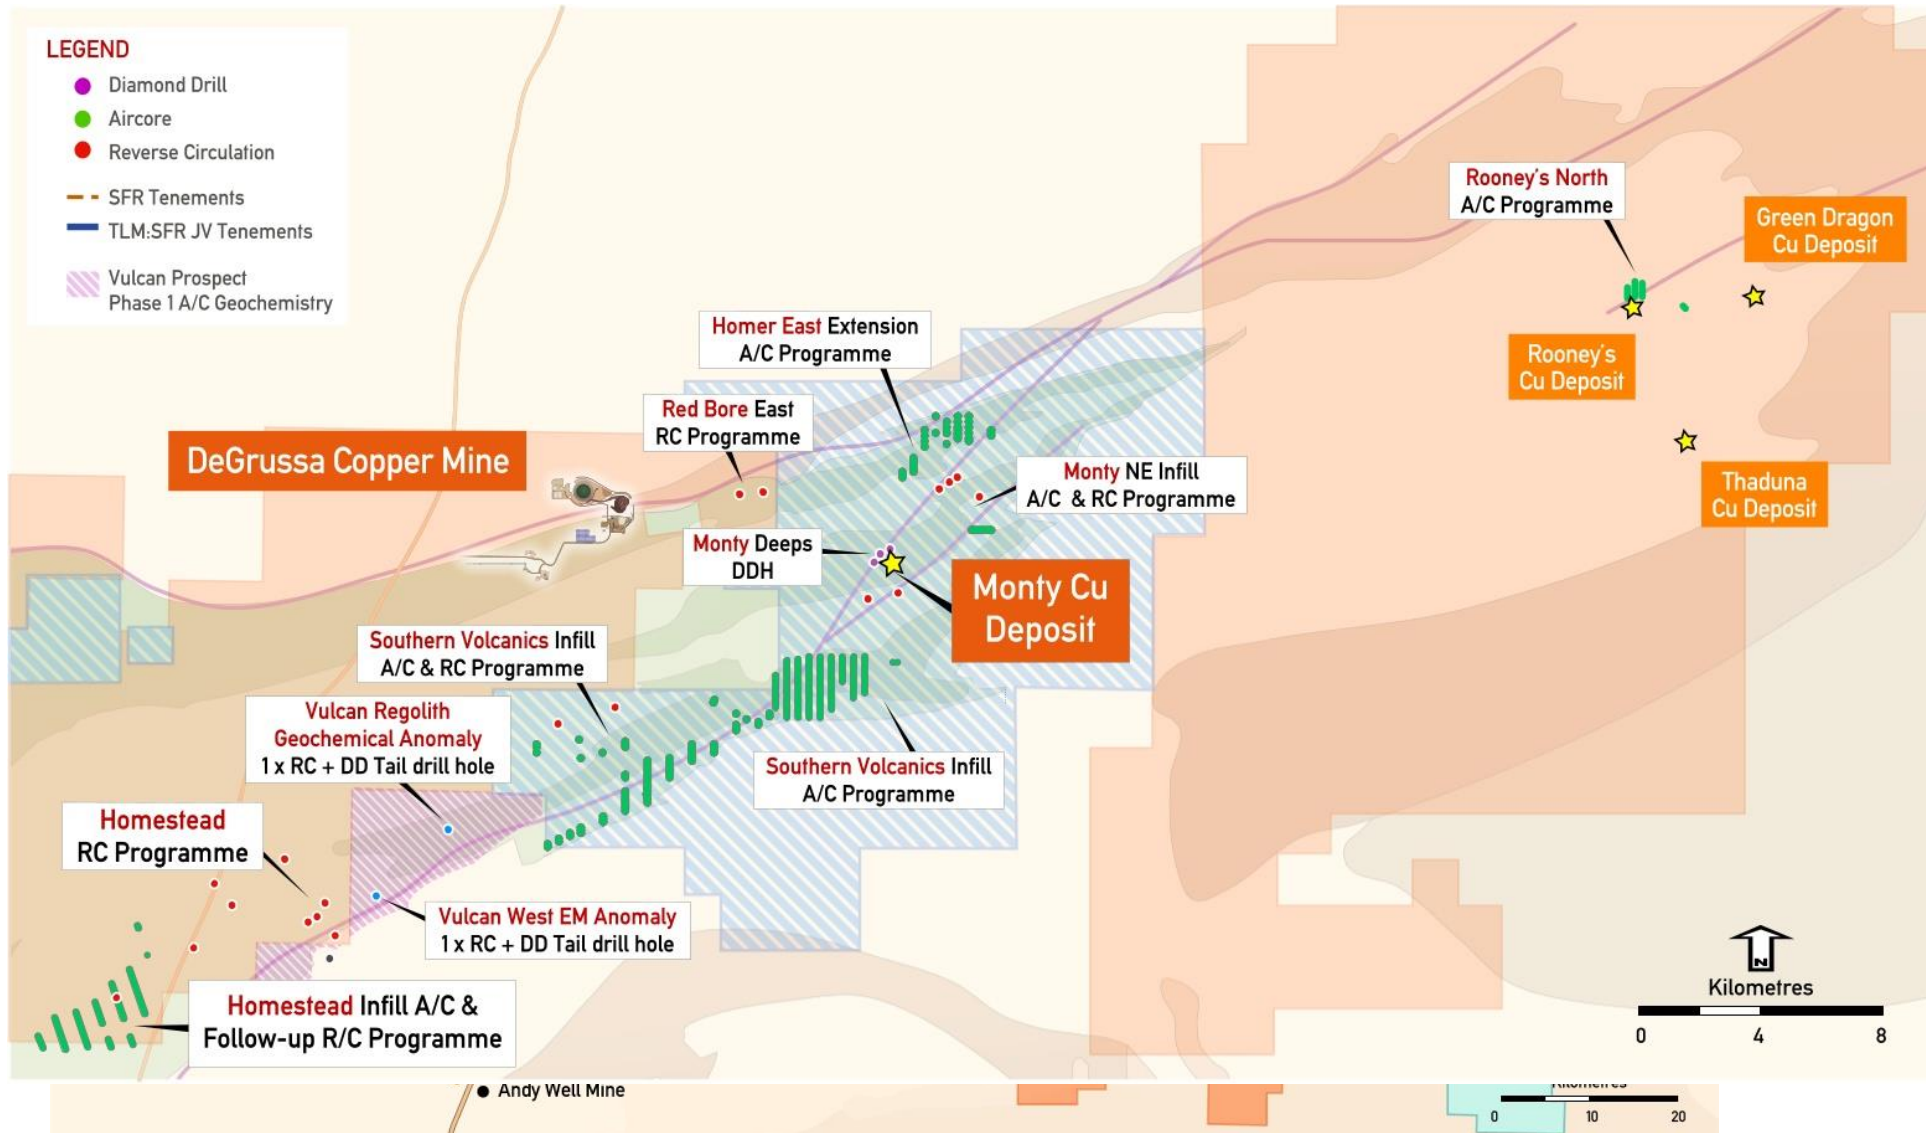 LEGEND
Diamond Drill
Aircore
Reverse Circulation
SFR Tenements
TLM:SFR JV Tenements
Vulcan Prospect
Phase 1 A/C Geochemistry
Rooney's North
A/C Programme
Green Dragon
Cu Deposit
Rooney's
Cu Deposit
Thaduna
Cu Deposit
Homer East Extension
A/C Programme
Red Bore East
RC Programme
DeGrussa Copper Mine
Monty NE Infill
A/C & RC Programme
Monty Deeps
DDH
Monty Cu
Deposit
Southern Volcanics Infill
A/C & RC Programme
Vulcan Regolith
Geochemical Anomaly
1 x RC + DD Tail drill hole
Southern Volcanics Infill
A/C Programme
Homestead
RC Programme
Vulcan West EM Anomaly
1 x RC + DD Tail drill hole
Homestead Infill A/C &
Follow-up R/C Programme
N
Kilometres
0 4 8
Andy Well Mine
Kilometres
0 10 20